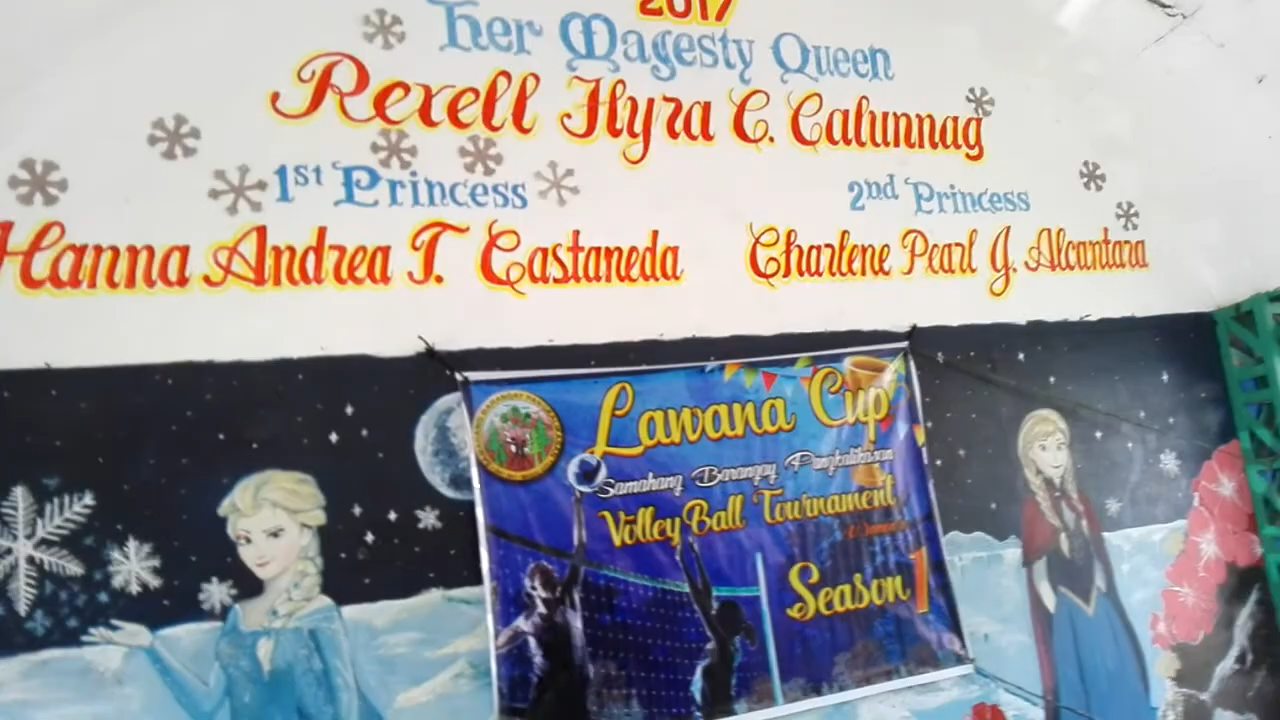 2017
Her Magesty Queen
Rexell Ilyra C. Calunnag
1st Princess
2nd Princess
Hanna Andrea T. Castaneda
Charlene Pearl J. Alcantara
Lawana Cup
Samahang Barangay Pangkalikasan
Volley Ball Tournament
Season 1